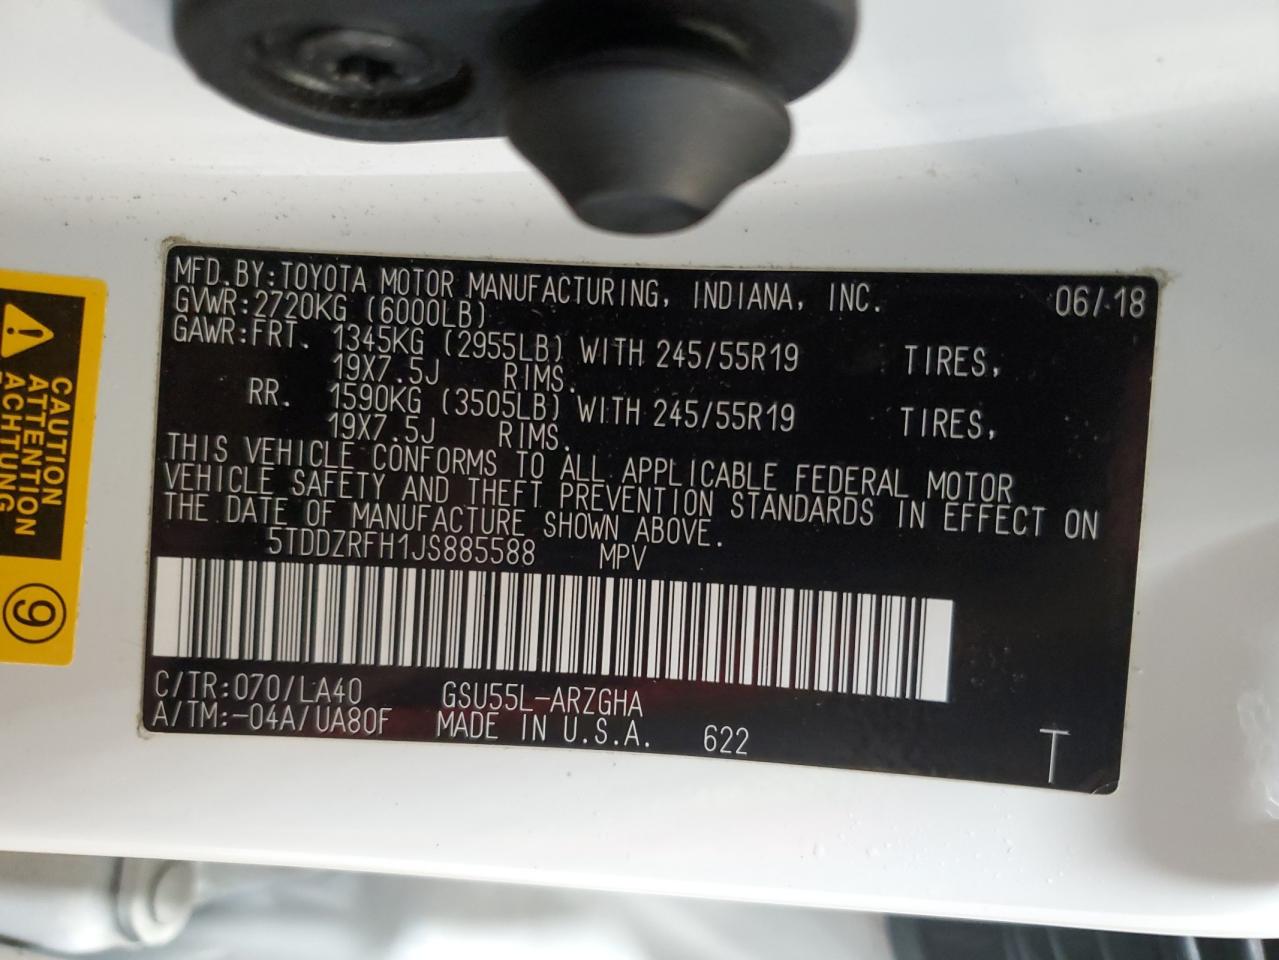 MFD.BY:TOYOTA MOTOR MANUFACTURING, INDIANA, INC. 06/18
GVWR:2720KG (6000LB)
GAWR:FRT. 1345KG (2955LB) WITH 245/55R19 TIRES,
19X7.5J RIMS.
RR. 1590KG (3505LB) WITH 245/55R19 TIRES,
19X7.5J RIMS.
THIS VEHICLE CONFORMS TO ALL APPLICABLE FEDERAL MOTOR
VEHICLE SAFETY AND THEFT PREVENTION STANDARDS IN EFFECT ON
THE DATE OF MANUFACTURE SHOWN ABOVE.
5TDDZRFH1JS885588 MPV
C/TR:070/LA40 GSU55L-ARZGHA
A/TM:-04A/UA80F MADE IN U.S.A. 622 T
CAUTION
ATTENTION
ACHTUNG
9